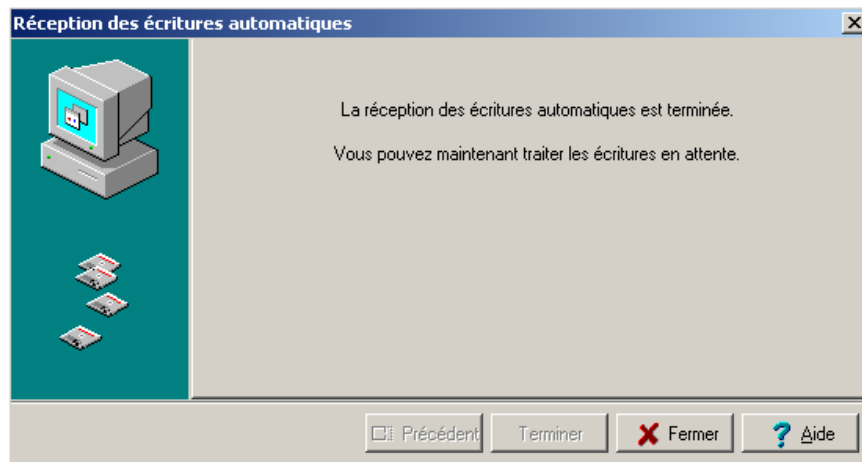 Réception des écritures automatiques
La réception des écritures automatiques est terminée.
Vous pouvez maintenant traiter les écritures en attente.
Précédent
Terminer
Fermer
Aide